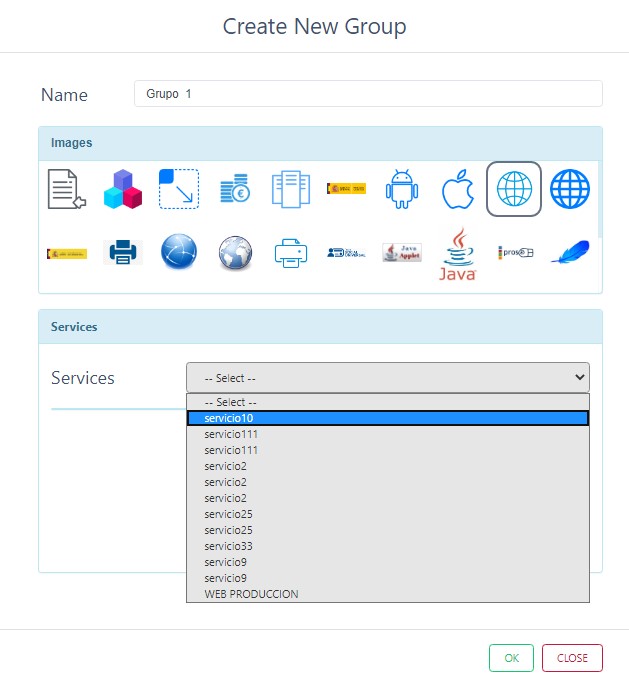 Create New Group
Name
Grupo 1
Images
Java Applet
Java
Services
Services
-- Select --
-- Select --
servicio10
servicio111
servicio111
servicio2
servicio2
servicio2
servicio25
servicio25
servicio33
servicio9
servicio9
WEB PRODUCCION
OK
CLOSE